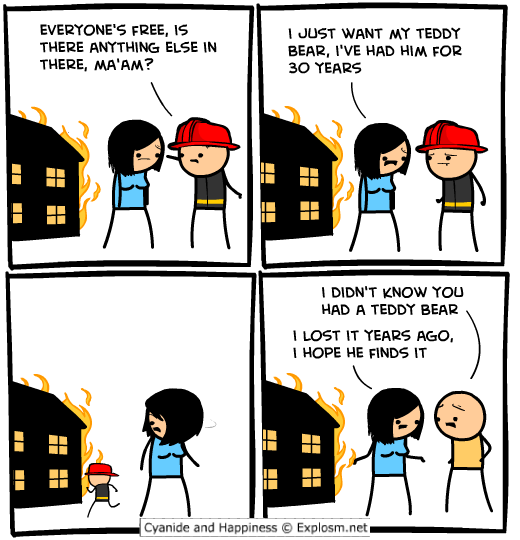 EVERYONE'S FREE, IS
THERE ANYTHING ELSE IN
THERE, MA'AM?
I JUST WANT MY TEDDY
BEAR, I'VE HAD HIM FOR
30 YEARS
I DIDN'T KNOW YOU
HAD A TEDDY BEAR
I LOST IT YEARS AGO,
I HOPE HE FINDS IT
Cyanide and Happiness © Explosm.net